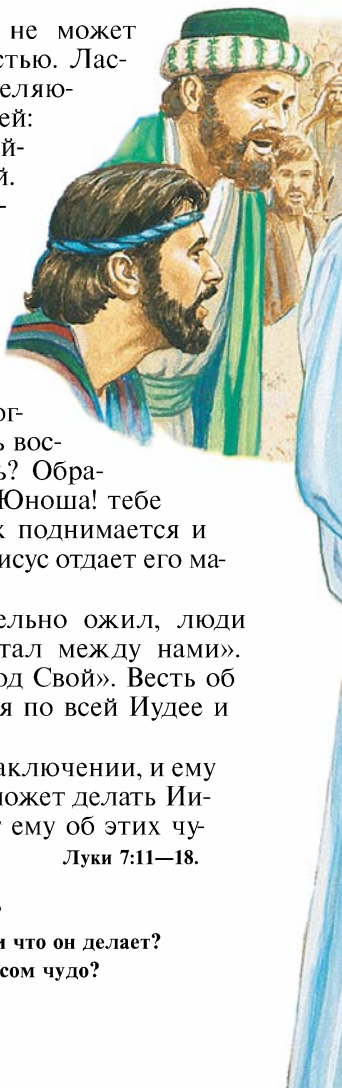 не может
стью. Лас-
еляю-
ей:
й-
й.
-
ог-
ь вос-
ь? Обра-
Юноша! тебе
к поднимается и
исус отдает его ма-
ельно ожил, люди
тал между нами».
од Свой». Весть об
я по всей Иудее и
аключении, и ему
может делать Ии-
т ему об этих чу-
Луки 7:11—18.
?
и что он делает?
сом чудо?